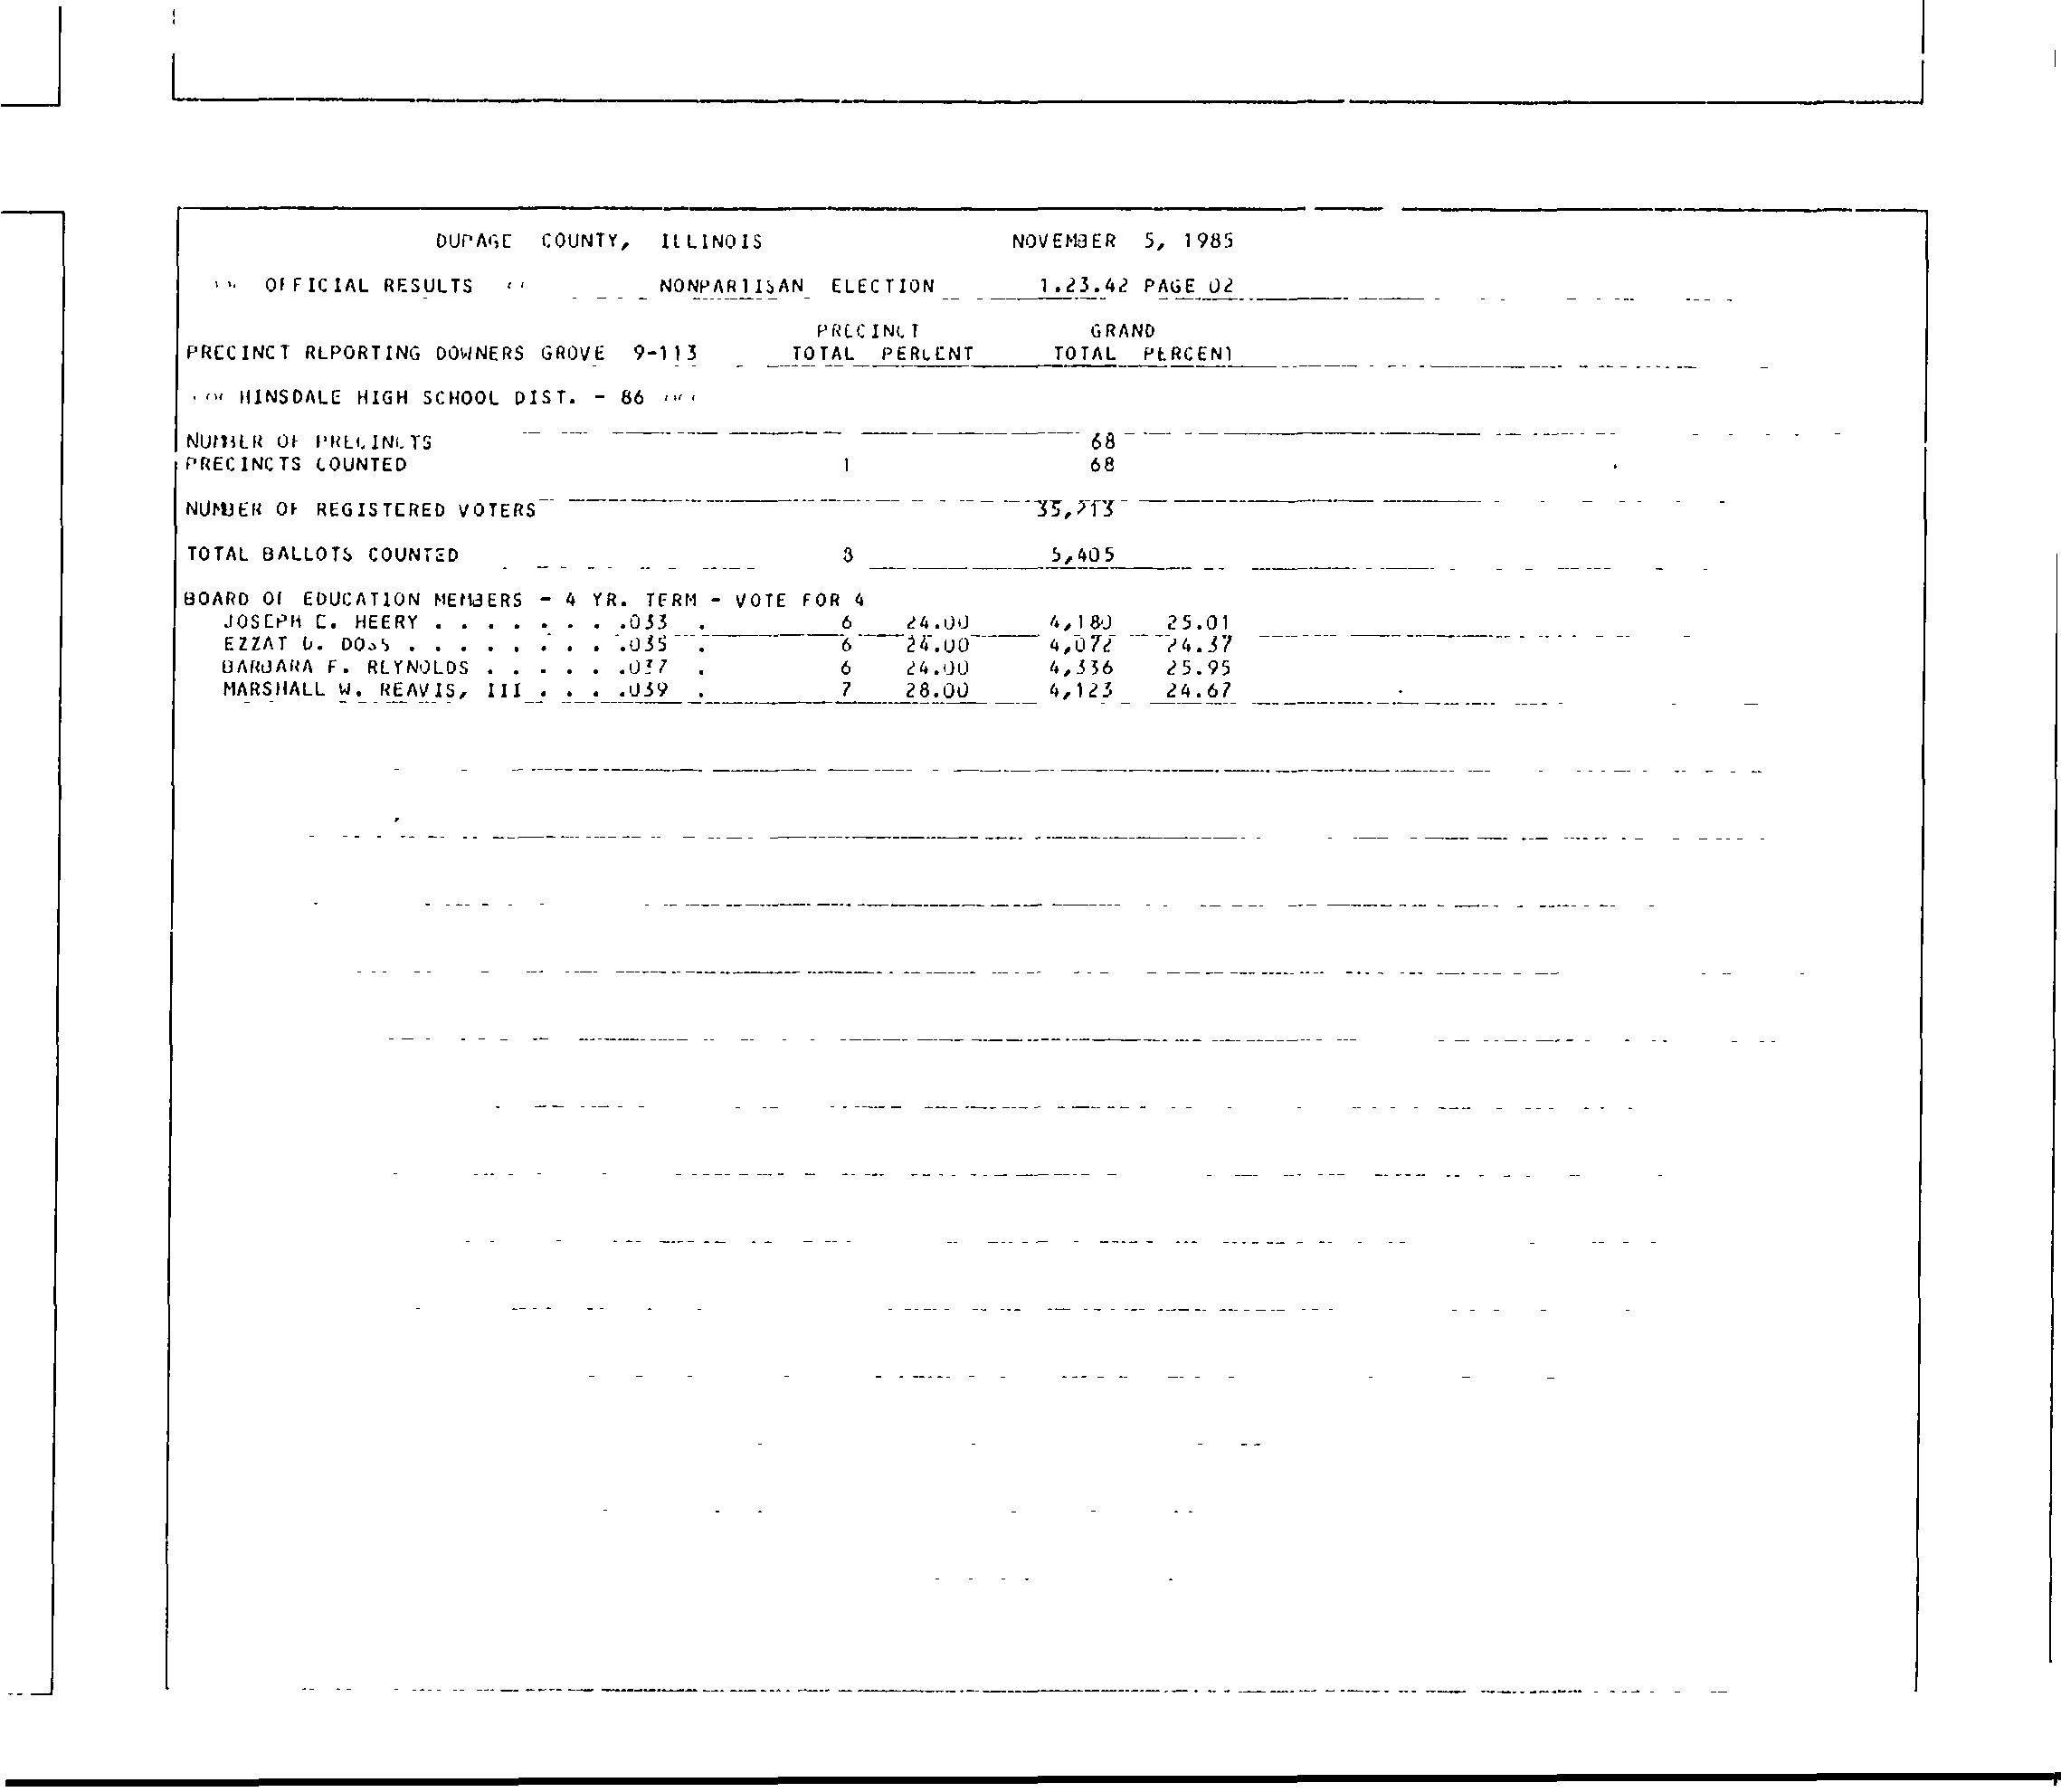 DUPAGE COUNTY, ILLINOIS NOVEMBER 5, 1985
OFFICIAL RESULTS NONPARTISAN ELECTION 1.23.42 PAGE 02
PRECINCT GRAND
PRECINCT REPORTING DOWNERS GROVE 9-113 TOTAL PERCENT TOTAL PERCENT
HINSDALE HIGH SCHOOL DIST. - 86
NUMBER OF PRECINCTS 68
PRECINCTS COUNTED 1 68
NUMBER OF REGISTERED VOTERS 35,213
TOTAL BALLOTS COUNTED 8 5,405
BOARD OF EDUCATION MEMBERS - 4 YR. TERM - VOTE FOR 4
JOSEPH C. HEERY . . . . . . . .033 . 6 24.00 4,180 25.01
EZZAT G. DOSS . . . . . . . . .035 . 6 24.00 4,072 24.37
BARBARA F. REYNOLDS . . . . . .037 . 6 24.00 4,336 25.95
MARSHALL W. REAVIS, III . . . .039 . 7 28.00 4,123 24.67